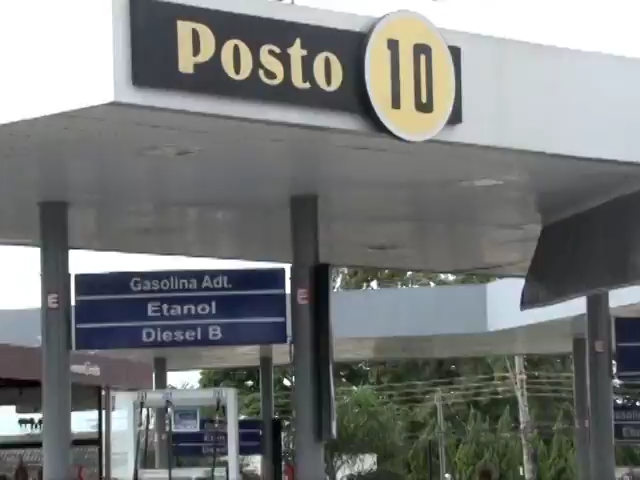 Posto 10
Gasolina Adt.
Etanol
Diesel B
E
E